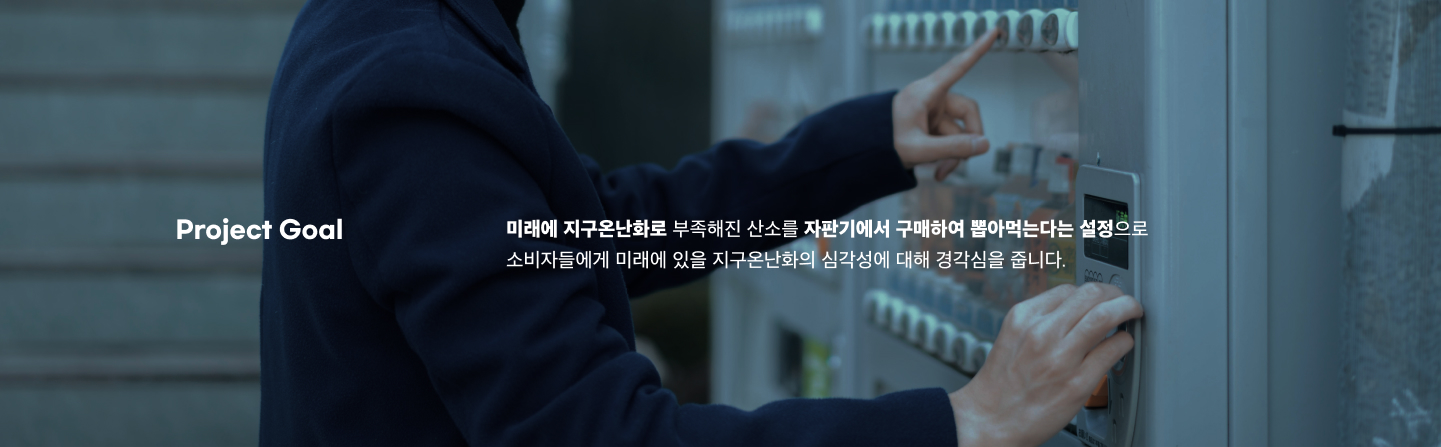 Project Goal
미래에 지구온난화로 부족해진 산소를 자판기에서 구매하여 뽑아먹는다는 설정으로
소비자들에게 미래에 있을 지구온난화의 심각성에 대해 경각심을 줍니다.